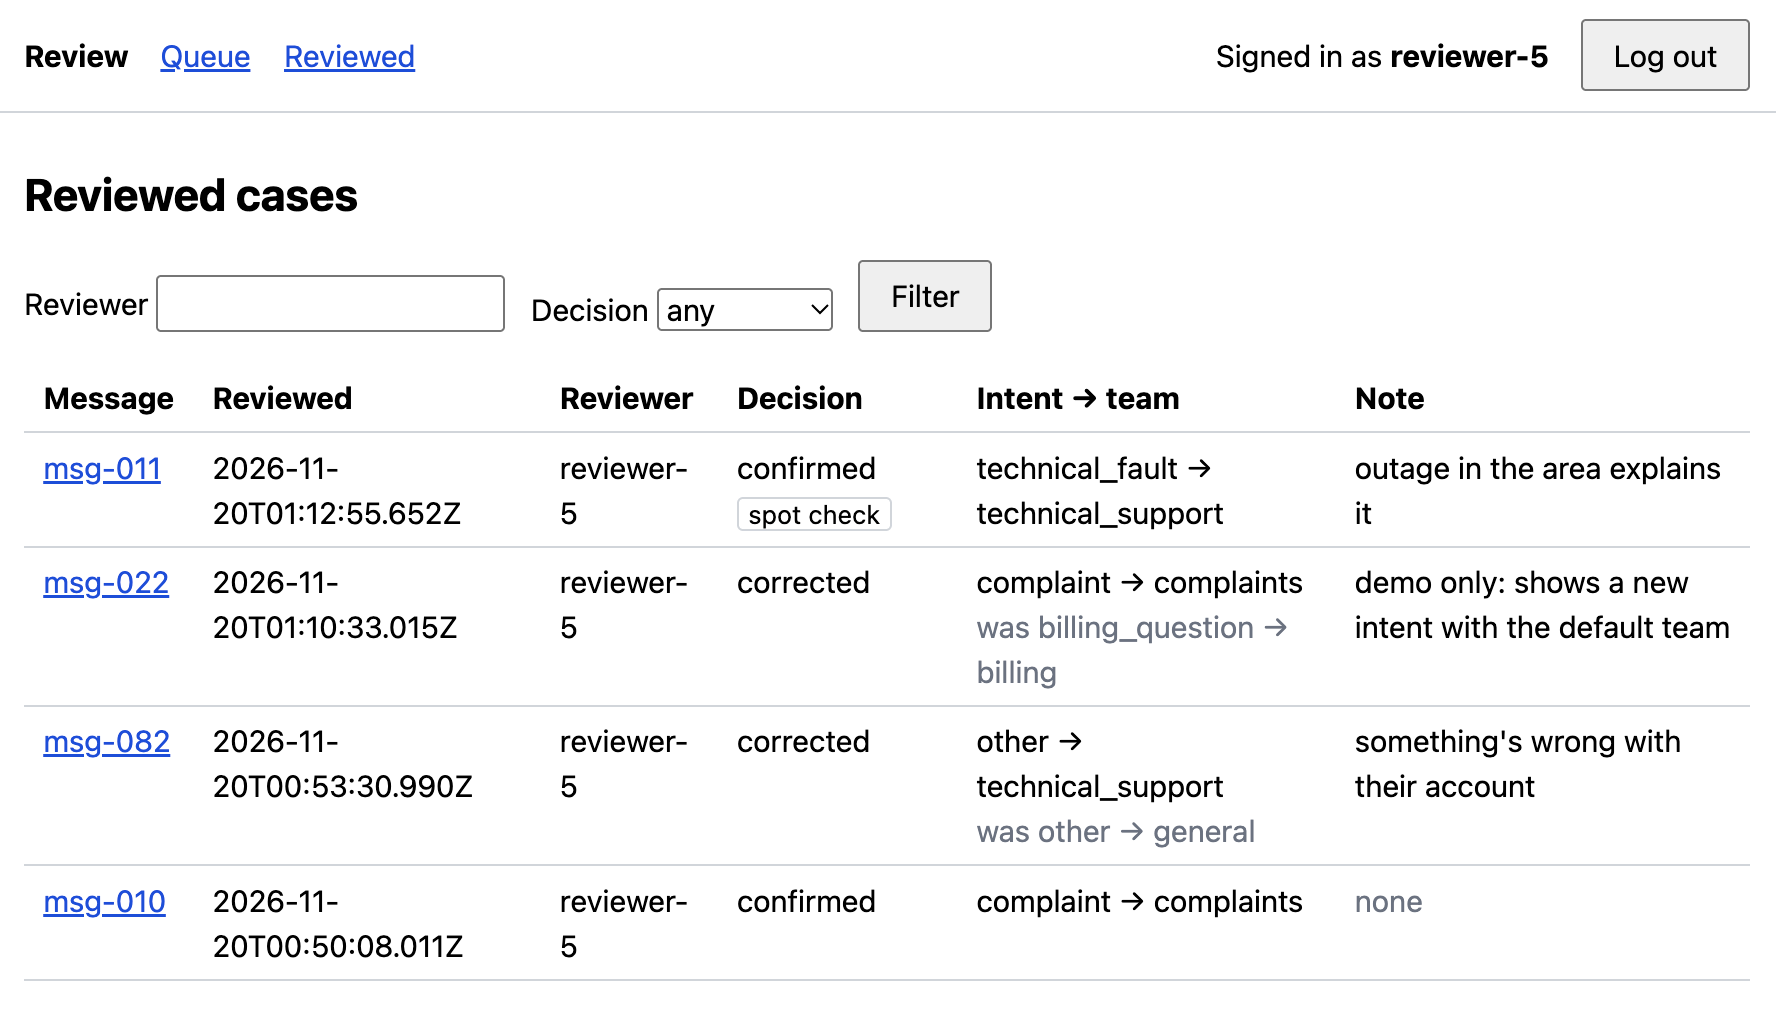 Review Queue Reviewed Signed in as reviewer-5 Log out
Reviewed cases
Reviewer Decision any Filter
Message Reviewed Reviewer Decision Intent → team Note
msg-011 2026-11- reviewer- confirmed technical_fault → outage in the area explains
20T01:12:55.652Z 5 spot check technical_support it
msg-022 2026-11- reviewer- corrected complaint → complaints demo only: shows a new
20T01:10:33.015Z 5 was billing_question → intent with the default team
billing
msg-082 2026-11- reviewer- corrected other → something's wrong with
20T00:53:30.990Z 5 technical_support their account
was other → general
msg-010 2026-11- reviewer- confirmed complaint → complaints none
20T00:50:08.011Z 5